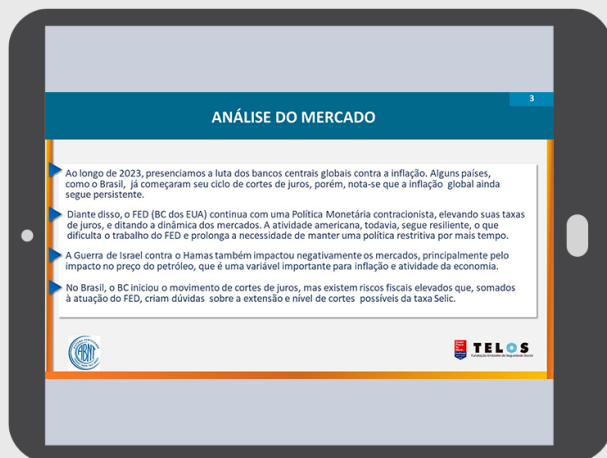 3
ANÁLISE DO MERCADO
Ao longo de 2023, presenciamos a luta dos bancos centrais globais contra a inflação. Alguns países,
como o Brasil, já começaram seu ciclo de cortes de juros, porém, nota-se que a inflação global ainda
segue persistente.
Diante disso, o FED (BC dos EUA) continua com uma Política Monetária contracionista, elevando suas taxas
de juros, e ditando a dinâmica dos mercados. A atividade americana, todavia, segue resiliente, o que
dificulta o trabalho do FED e prolonga a necessidade de manter uma política restritiva por mais tempo.
A Guerra de Israel contra o Hamas também impactou negativamente os mercados, principalmente pelo
impacto no preço do petróleo, que é uma variável importante para inflação e atividade da economia.
No Brasil, o BC iniciou o movimento de cortes de juros, mas existem riscos fiscais elevados que, somados
à atuação do FED, criam dúvidas sobre a extensão e nível de cortes possíveis da taxa Selic.
ABNT
TELOS
Fundação Embratel de Seguridade Social